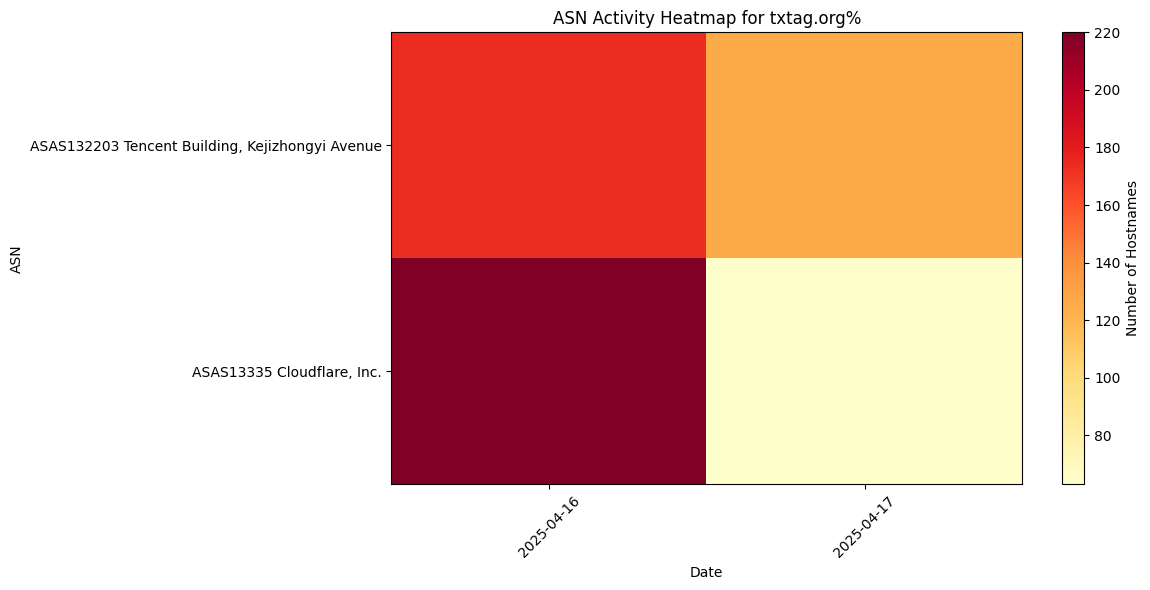 ASN Activity Heatmap for txtag.org%
ASN
ASAS132203 Tencent Building, Kejizhongyi Avenue
ASAS13335 Cloudflare, Inc.
2025-04-16
2025-04-17
Date
220
200
180
160
140
120
100
80
Number of Hostnames